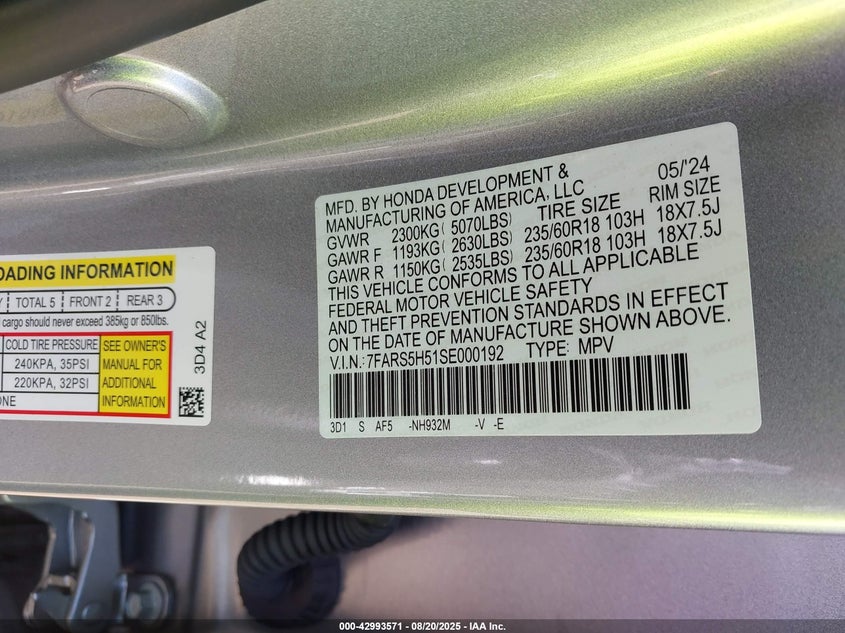 OADING INFORMATION
TOTAL 5 FRONT 2 REAR 3
cargo should never exceed 385kg or 850lbs.
COLD TIRE PRESSURE
240KPA, 35PSI
220KPA, 32PSI
ONE
SEE OWNER'S
MANUAL FOR
ADDITIONAL
INFORMATION
3D4 A2
MFD. BY HONDA DEVELOPMENT & 05/'24
MANUFACTURING OF AMERICA, LLC
TIRE SIZE RIM SIZE
GVWR 2300KG ( 5070LBS)
GAWR F 1193KG ( 2630LBS) 235/60R18 103H 18X7.5J
GAWR R 1150KG ( 2535LBS) 235/60R18 103H 18X7.5J
THIS VEHICLE CONFORMS TO ALL APPLICABLE
FEDERAL MOTOR VEHICLE SAFETY
AND THEFT PREVENTION STANDARDS IN EFFECT
ON THE DATE OF MANUFACTURE SHOWN ABOVE.
V.I.N.: 7FARS5H51SE000192 TYPE: MPV
3D1 S AF5 -NH932M -V -E
000-42993571 - 08/20/2025 - IAA Inc.